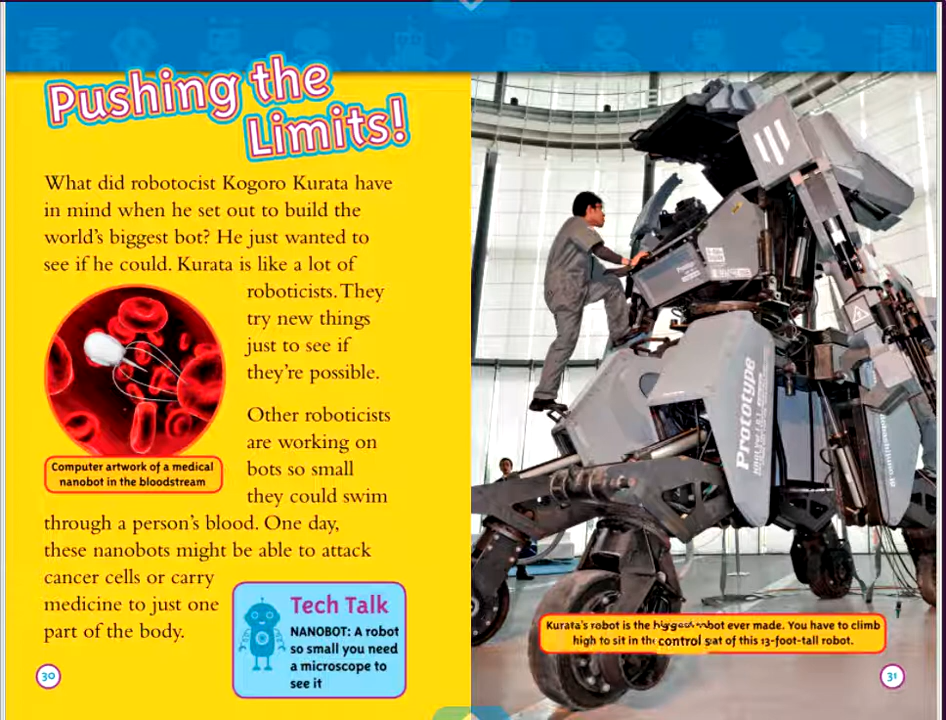 Pushing the
Limits!
What did robotocist Kogoro Kurata have
in mind when he set out to build the
world's biggest bot? He just wanted to
see if he could. Kurata is like a lot of
roboticists. They
try new things
just to see if
they're possible.
Other roboticists
are working on
bots so small
they could swim
through a person's blood. One day,
these nanobots might be able to attack
cancer cells or carry
medicine to just one
part of the body.
Computer artwork of a medical
nanobot in the bloodstream
Tech Talk
NANOBOT: A robot
so small you need
a microscope to
see it
30
Prototype
Kurata's robot is the biggest robot ever made. You have to climb
high to sit in the control seat of this 13-foot-tall robot.
31